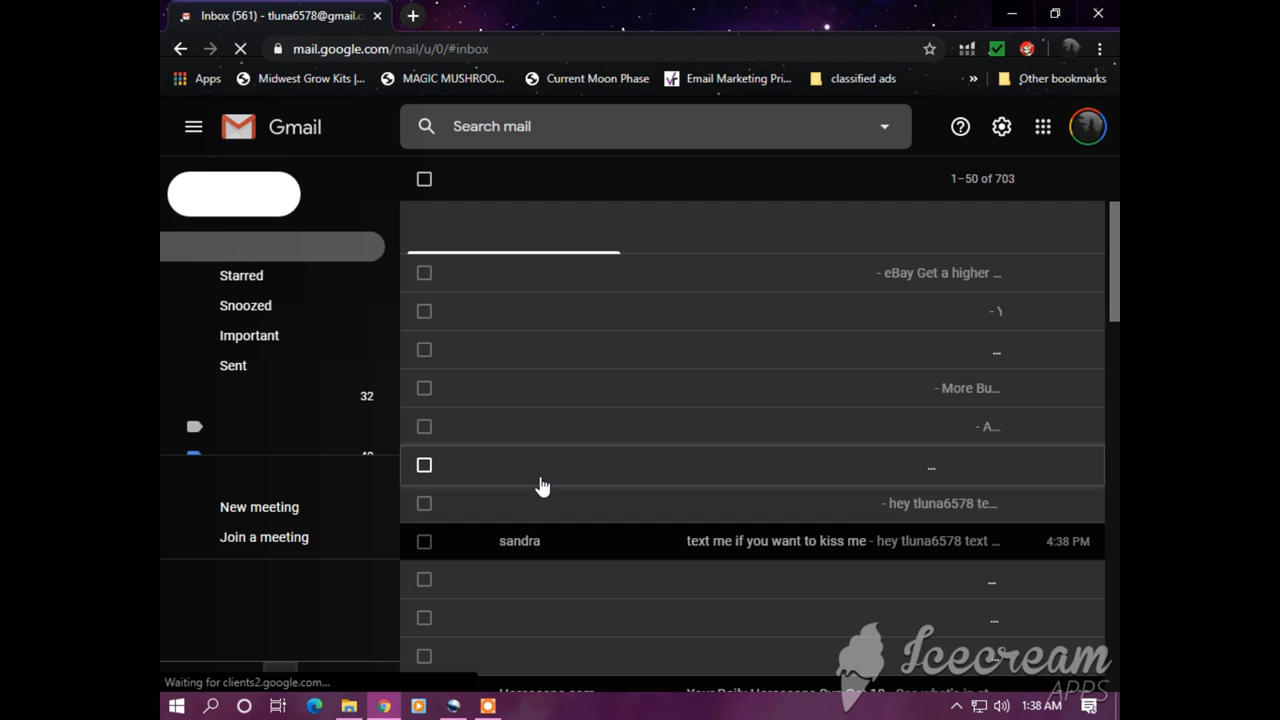 Inbox (561) - tluna6578@gmail.c
mail.google.com/mail/u/0/#inbox
Apps Midwest Grow Kits |... MAGIC MUSHROO... Current Moon Phase Email Marketing Pri... classified ads » Other bookmarks
Gmail Search mail
1–50 of 703
- eBay Get a higher ...
Starred
Snoozed
- Y
Important
...
Sent
- More Bu...
32
- A...
...
New meeting
- hey tluna6578 te...
Join a meeting
sandra text me if you want to kiss me - hey tluna6578 text ... 4:38 PM
...
...
Icecream
APPS
Waiting for clients2.google.com...
1:38 AM